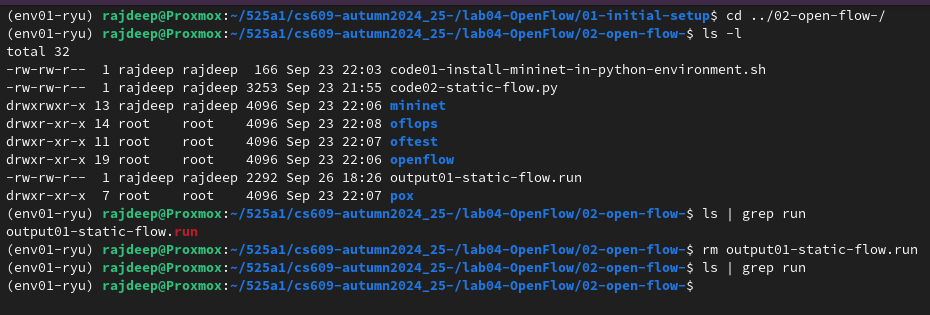 (env01-ryu) rajdeep@Proxmox:~/525a1/cs609-autumn2024_25-/lab04-OpenFlow/01-initial-setup$ cd ../02-open-flow-/
(env01-ryu) rajdeep@Proxmox:~/525a1/cs609-autumn2024_25-/lab04-OpenFlow/02-open-flow-$ ls -l
total 32
-rw-rw-r--  1 rajdeep rajdeep  166 Sep 23 22:03 code01-install-mininet-in-python-environment.sh
-rw-rw-r--  1 rajdeep rajdeep 3253 Sep 23 21:55 code02-static-flow.py
drwxrwxr-x 13 rajdeep rajdeep 4096 Sep 23 22:06 mininet
drwxr-xr-x 14 root    root    4096 Sep 23 22:08 oflops
drwxr-xr-x 11 root    root    4096 Sep 23 22:07 oftest
drwxr-xr-x 19 root    root    4096 Sep 23 22:06 openflow
-rw-rw-r--  1 rajdeep rajdeep 2292 Sep 26 18:26 output01-static-flow.run
drwxr-xr-x  7 root    root    4096 Sep 23 22:07 pox
(env01-ryu) rajdeep@Proxmox:~/525a1/cs609-autumn2024_25-/lab04-OpenFlow/02-open-flow-$ ls | grep run
output01-static-flow.run
(env01-ryu) rajdeep@Proxmox:~/525a1/cs609-autumn2024_25-/lab04-OpenFlow/02-open-flow-$ rm output01-static-flow.run
(env01-ryu) rajdeep@Proxmox:~/525a1/cs609-autumn2024_25-/lab04-OpenFlow/02-open-flow-$ ls | grep run
(env01-ryu) rajdeep@Proxmox:~/525a1/cs609-autumn2024_25-/lab04-OpenFlow/02-open-flow-$